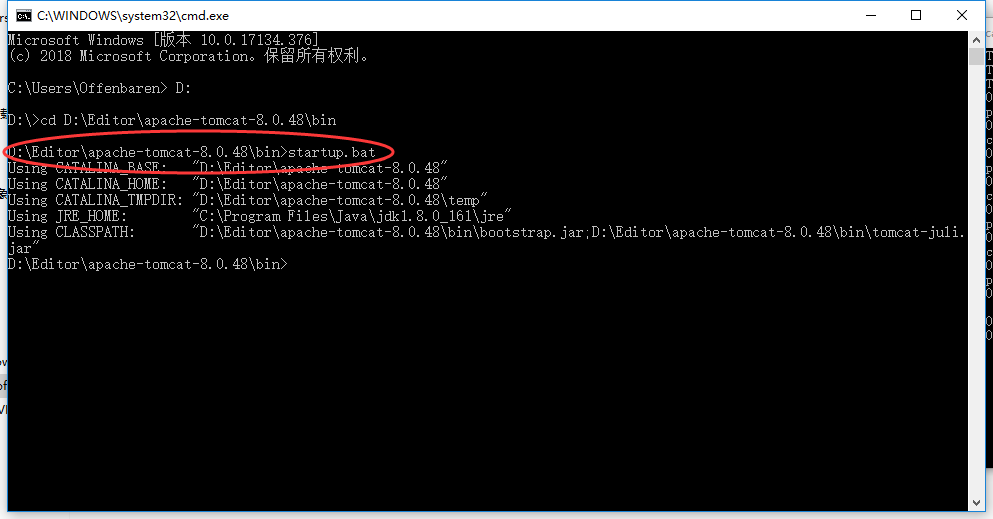 C:\WINDOWS\system32\cmd.exe
Microsoft Windows [版本 10.0.17134.376]
(c) 2018 Microsoft Corporation。保留所有权利。
C:\Users\Offenbaren> D:
D:\>cd D:\Editor\apache-tomcat-8.0.48\bin
D:\Editor\apache-tomcat-8.0.48\bin>startup.bat
Using CATALINA_BASE:   "D:\Editor\apache-tomcat-8.0.48"
Using CATALINA_HOME:   "D:\Editor\apache-tomcat-8.0.48"
Using CATALINA_TMPDIR: "D:\Editor\apache-tomcat-8.0.48\temp"
Using JRE_HOME:        "C:\Program Files\Java\jdk1.8.0_161\jre"
Using CLASSPATH:       "D:\Editor\apache-tomcat-8.0.48\bin\bootstrap.jar;D:\Editor\apache-tomcat-8.0.48\bin\tomcat-juli.
jar"
D:\Editor\apache-tomcat-8.0.48\bin>